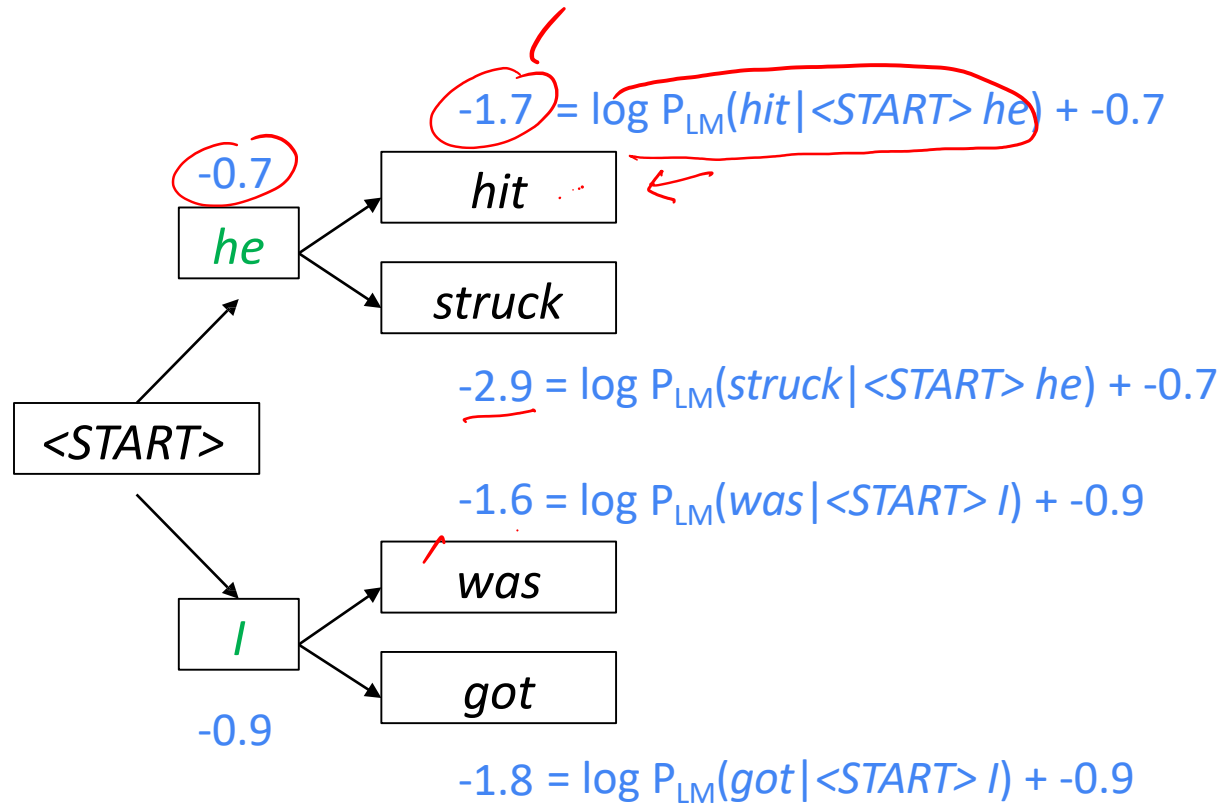 -1.7 = log P_LM(hit|<START> he) + -0.7
-0.7
hit
he
struck
-2.9 = log P_LM(struck|<START> he) + -0.7
<START>
-1.6 = log P_LM(was|<START> I) + -0.9
was
I
got
-0.9
-1.8 = log P_LM(got|<START> I) + -0.9